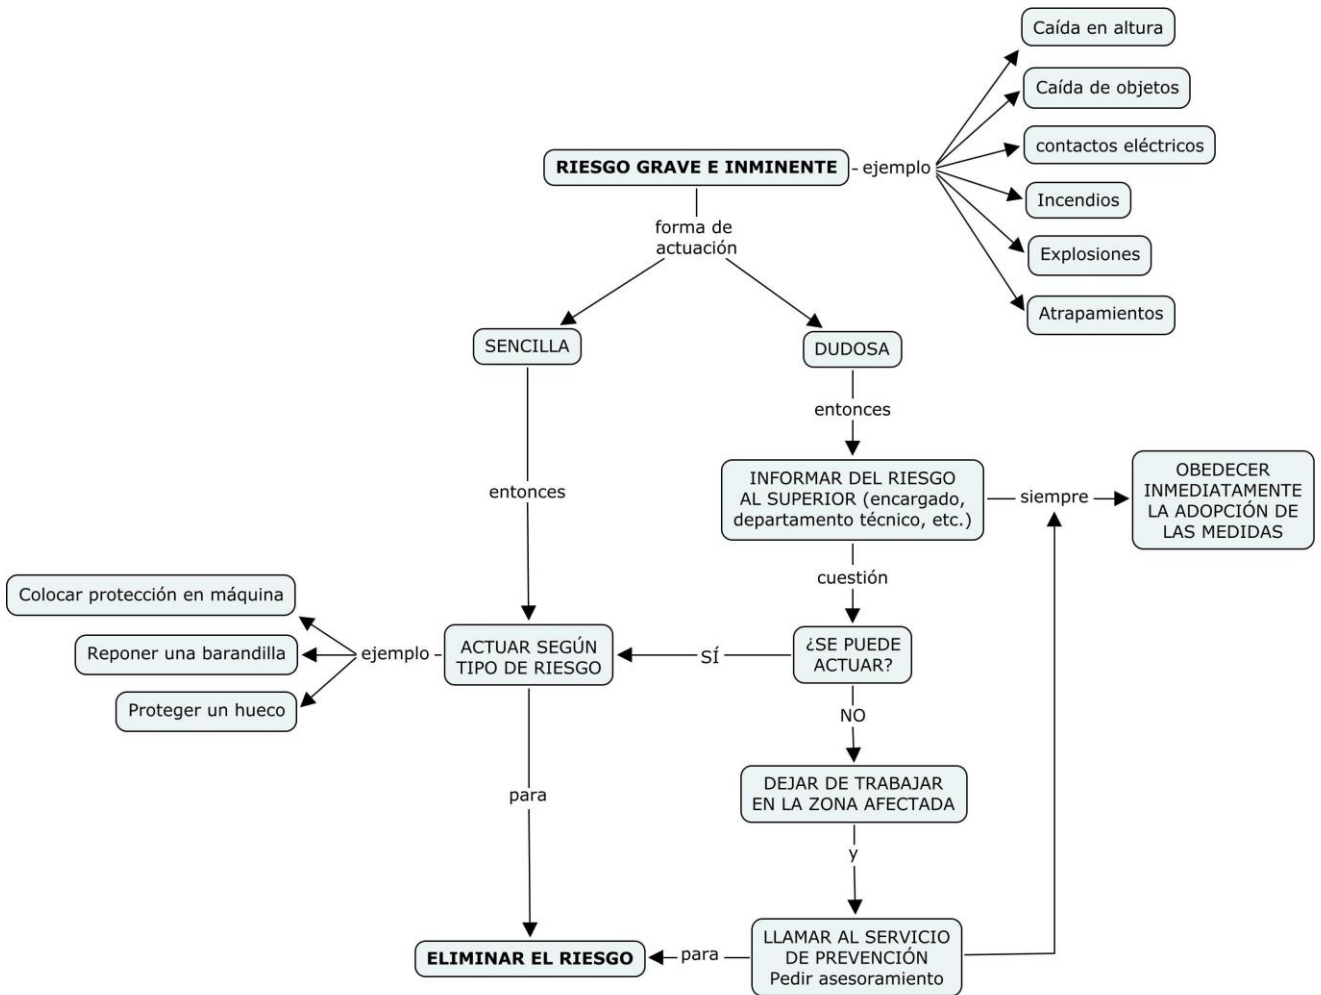 Caída en altura
Caída de objetos
contactos eléctricos
Incendios
Explosiones
Atrapamientos
RIESGO GRAVE E INMINENTE
ejemplo
forma de
actuación
SENCILLA
DUDOSA
entonces
entonces
INFORMAR DEL RIESGO
AL SUPERIOR (encargado,
departamento técnico, etc.)
siempre
OBEDECER
INMEDIATAMENTE
LA ADOPCIÓN DE
LAS MEDIDAS
cuestión
¿SE PUEDE
ACTUAR?
SÍ
ACTUAR SEGÚN
TIPO DE RIESGO
ejemplo
Colocar protección en máquina
Reponer una barandilla
Proteger un hueco
NO
DEJAR DE TRABAJAR
EN LA ZONA AFECTADA
y
LLAMAR AL SERVICIO
DE PREVENCIÓN
Pedir asesoramiento
para
para
ELIMINAR EL RIESGO